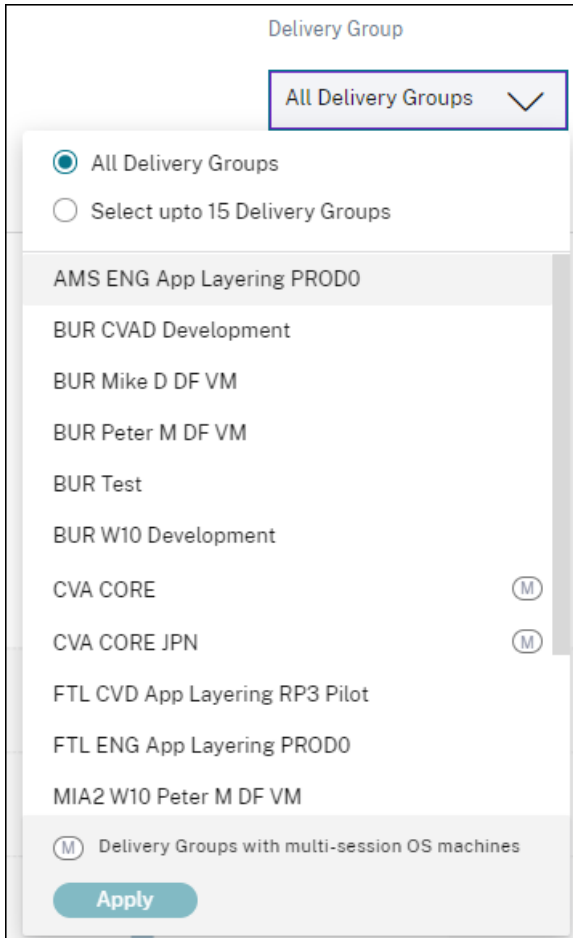 Delivery Group
All Delivery Groups
All Delivery Groups
Select upto 15 Delivery Groups
AMS ENG App Layering PROD0
BUR CVAD Development
BUR Mike D DF VM
BUR Peter M DF VM
BUR Test
BUR W10 Development
CVA CORE M
CVA CORE JPN M
FTL CVD App Layering RP3 Pilot
FTL ENG App Layering PROD0
MIA2 W10 Peter M DF VM
M Delivery Groups with multi-session OS machines
Apply